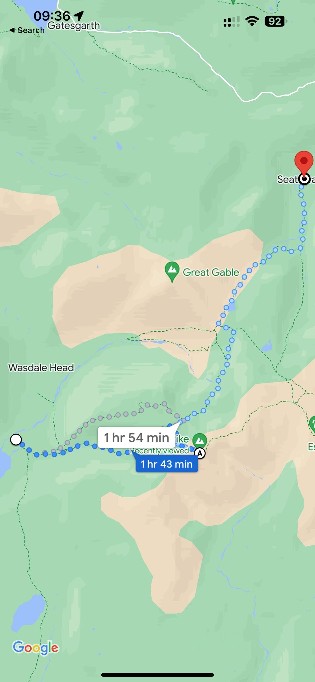 09:36
92
Search
Gatesgarth
Great Gable
Wasdale Head
1 hr 54 min
1 hr 43 min
A
Google